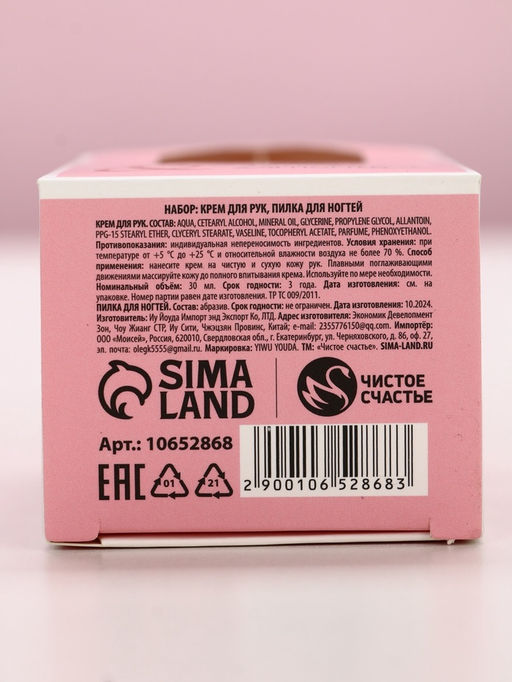 НАБОР: КРЕМ ДЛЯ РУК, ПИЛКА ДЛЯ НОГТЕЙ
КРЕМ ДЛЯ РУК. СОСТАВ: AQUA, CETEARYL ALCOHOL, MINERAL OIL, GLYCERINE, PROPYLENE GLYCOL, ALLANTOIN,
PPG-15 STEARYL ETHER, GLYCERYL STEARATE, VASELINE, TOCOPHERYL ACETATE, PARFUME, PHENOXYETHANOL.
Противопоказания: индивидуальная непереносимость ингредиентов. Условия хранения: при
температуре от +5 °C до +25 °C и относительной влажности воздуха не более 70 %. Способ
применения: нанесите крем на чистую и сухую кожу рук. Плавными поглаживающими
движениями массируйте кожу до полного впитывания крема. Используйте по мере необходимости.
Номинальный объём: 30 мл. Срок годности: 3 года. Дата изготовления: см. на
упаковке. Номер партии равен дате изготовления. ТР ТС 009/2011.
ПИЛКА ДЛЯ НОГТЕЙ. Состав: абразив. Срок годности: не ограничен. Дата изготовления: 10.2024.
Изготовитель: Иу Йоуда Импорт энд Экспорт Ко, ЛТД. Адрес изготовителя: Экономик Девелопмент
Зон, Чоу Жианг СТР, Иу Сити, Чжэцзян Провинс, Китай; e-mail: 2355776150@qq.com. Импортёр:
ООО «Моисей», Россия, 620010, Свердловская обл., г. Екатеринбург, ул. Черняховского, д. 86, оф. 27,
эл. почта: olegk5555@gmail.ru. Маркировка: YIWU YOUDA. ТМ: «Чистое счастье». SIMA-LAND.RU
SIMA LAND
ЧИСТОЕ СЧАСТЬЕ
Арт.: 10652868
EAC 01 21
2 900106 528683